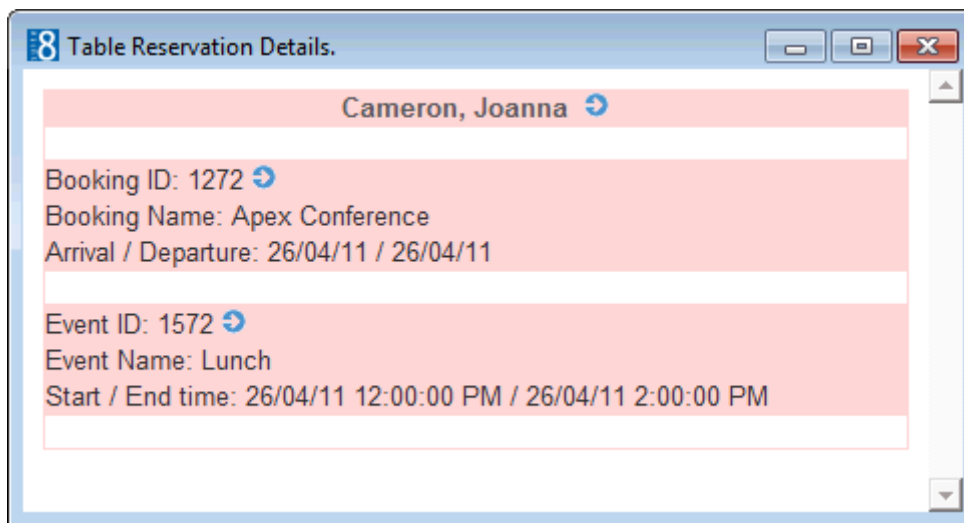 8 Table Reservation Details.
Cameron, Joanna
Booking ID: 1272
Booking Name: Apex Conference
Arrival / Departure: 26/04/11 / 26/04/11
Event ID: 1572
Event Name: Lunch
Start / End time: 26/04/11 12:00:00 PM / 26/04/11 2:00:00 PM